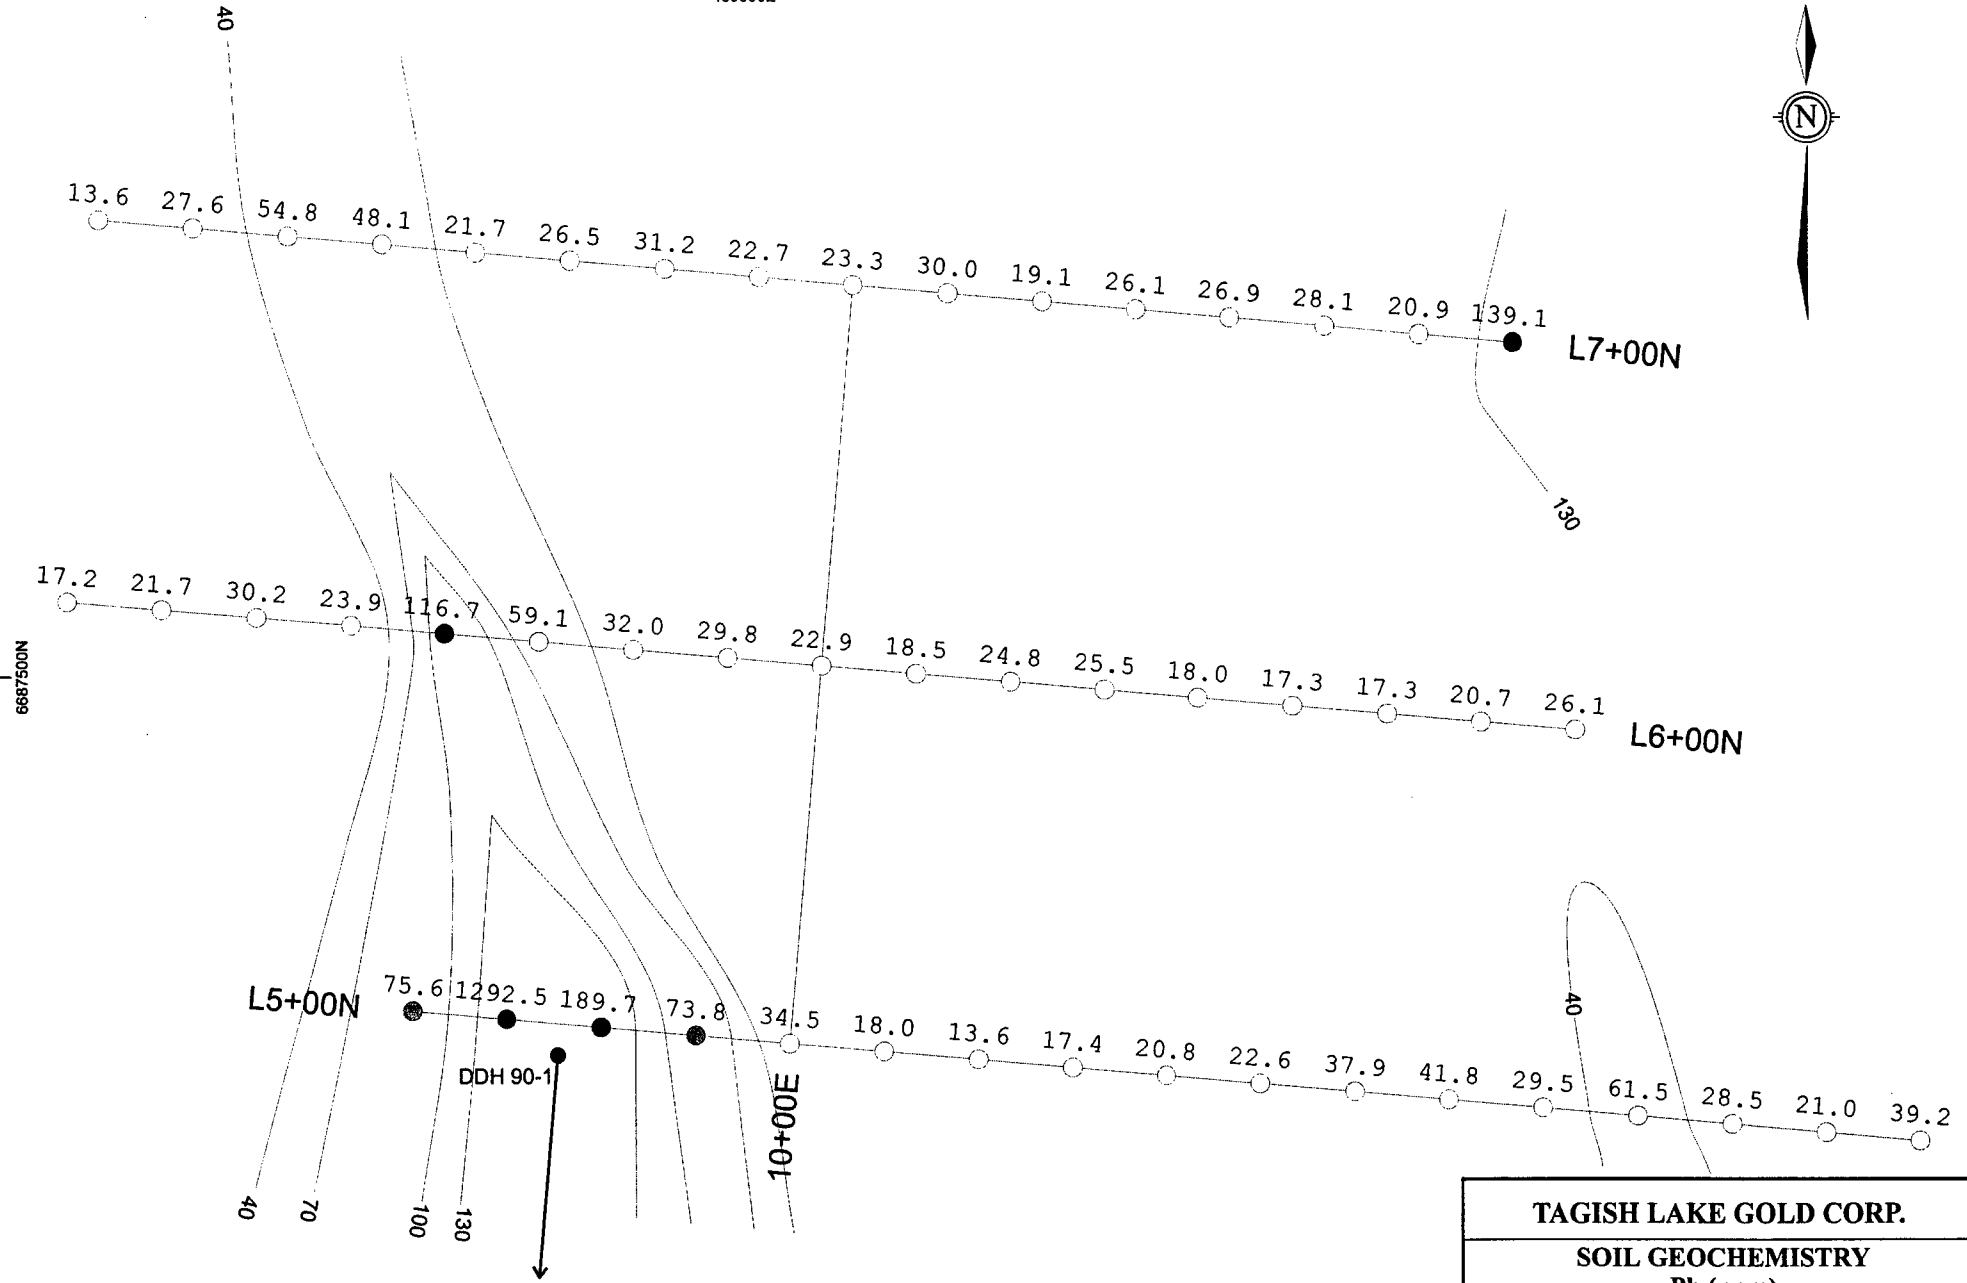 40
N
13.6 27.6 54.8 48.1 21.7 26.5 31.2 22.7 23.3 30.0 19.1 26.1 26.9 28.1 20.9 139.1
L7+00N
130
17.2 21.7 30.2 23.9 116.7 59.1 32.0 29.8 22.9 18.5 24.8 25.5 18.0 17.3 17.3 20.7 26.1
L6+00N
6687500N
L5+00N
75.6 1292.5 189.7 73.8 34.5 18.0 13.6 17.4 20.8 22.6 37.9 41.8 29.5 61.5 28.5 21.0 39.2
40
DDH 90-1
10+00E
40
70
100
130
TAGISH LAKE GOLD CORP.
SOIL GEOCHEMISTRY